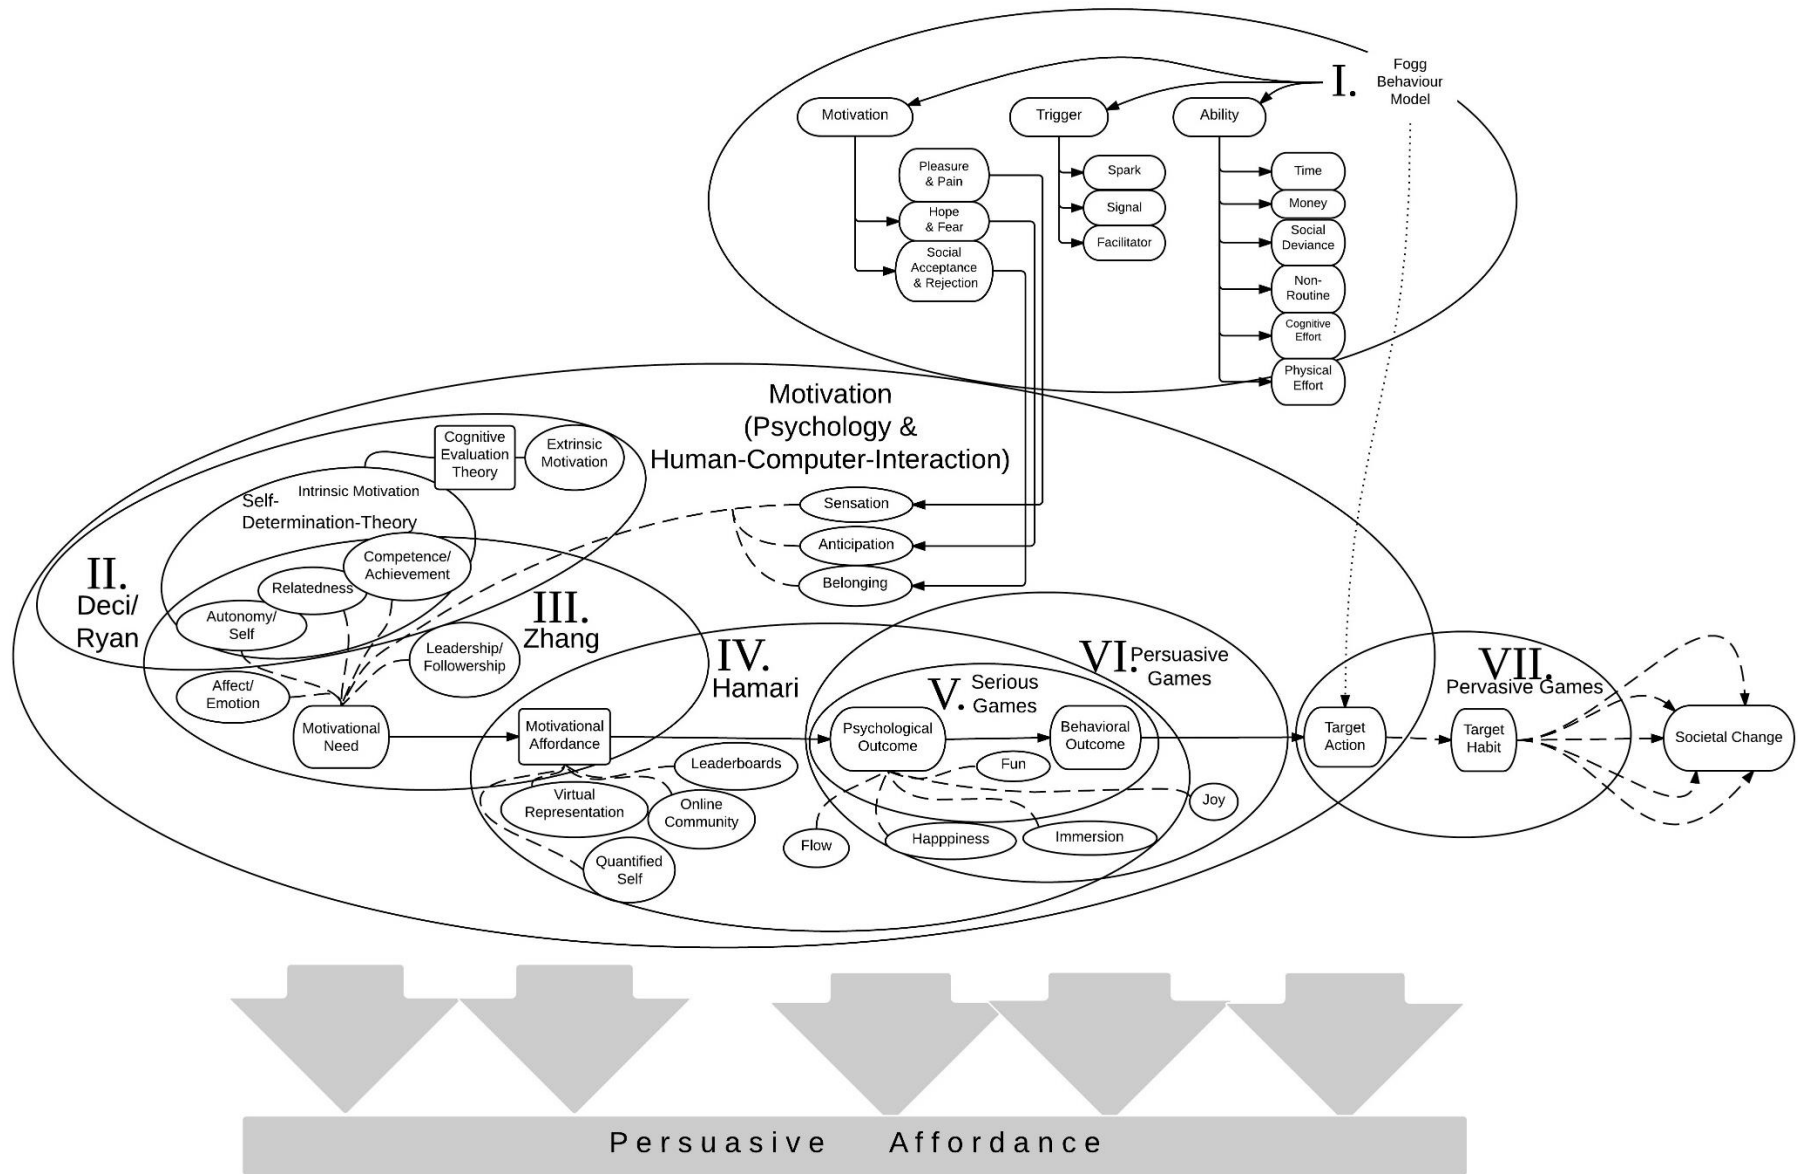 I.
Fogg
Behaviour
Model
Motivation
Trigger
Ability
Pleasure
& Pain
Hope
& Fear
Social
Acceptance
& Rejection
Spark
Signal
Facilitator
Time
Money
Social
Deviance
Non-
Routine
Cognitive
Effort
Physical
Effort
Motivation
(Psychology &
Human-Computer-Interaction)
Sensation
Anticipation
Belonging
Cognitive
Evaluation
Theory
Extrinsic
Motivation
Intrinsic Motivation
Self-
Determination-Theory
II.
Deci/
Ryan
Competence/
Achievement
Relatedness
Autonomy/
Self
III.
Zhang
Leadership/
Followership
Affect/
Emotion
Motivational
Need
IV.
Hamari
Motivational
Affordance
Leaderboards
Virtual
Representation
Online
Community
Quantified
Self
V.
Serious
Games
VI.
Persuasive
Games
Psychological
Outcome
Behavioral
Outcome
Fun
Joy
Flow
Happpiness
Immersion
VII.
Pervasive Games
Target
Action
Target
Habit
Societal Change
Persuasive Affordance